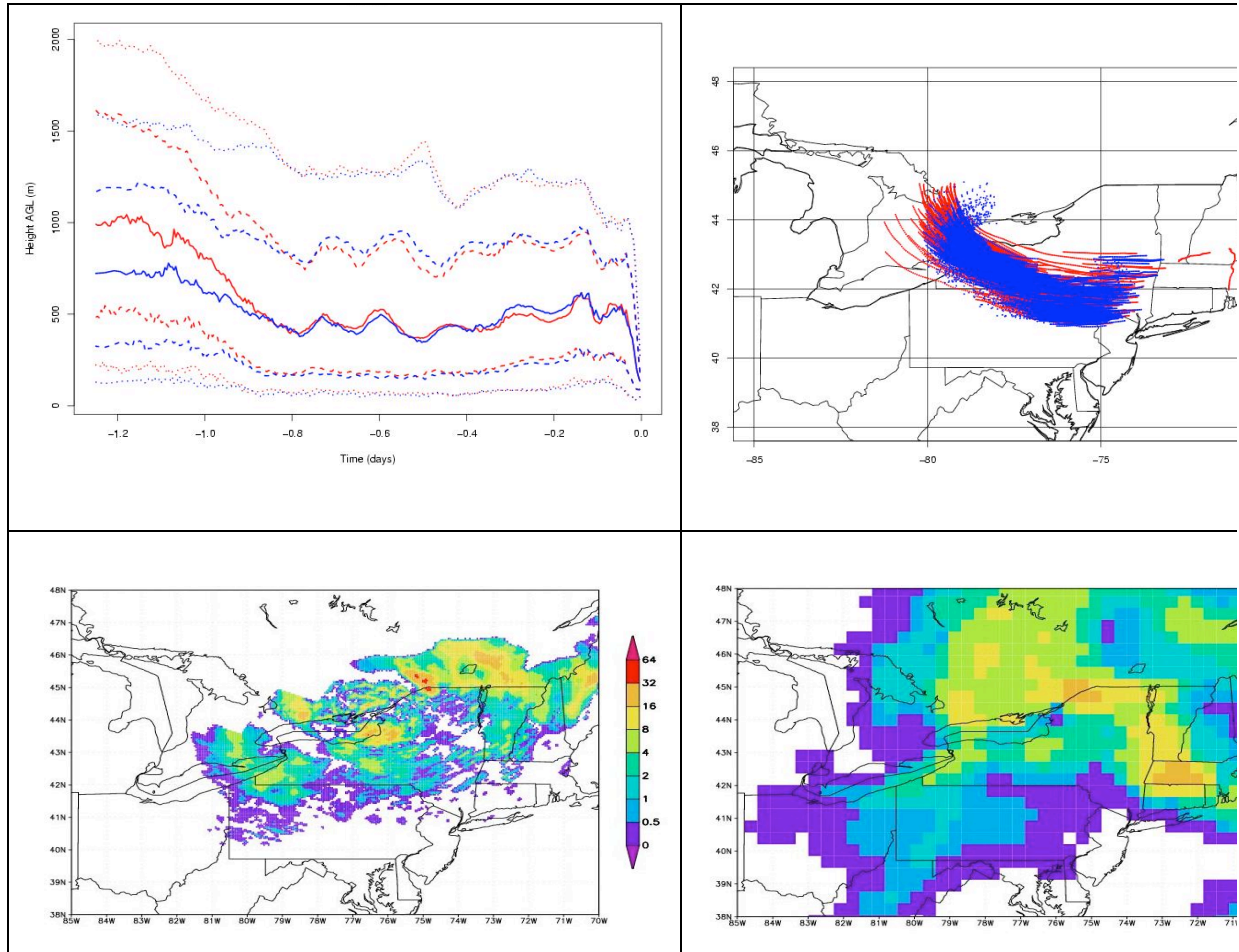 2000
1500
1000
500
0
Height AGL (m)
−1.2
−1.0
−0.8
−0.6
−0.4
−0.2
0.0
Time (days)
48
46
44
42
40
38
−85
−80
−75
48N
47N
46N
45N
44N
43N
42N
41N
40N
39N
38N
85W
84W
83W
82W
81W
80W
79W
78W
77W
76W
75W
74W
73W
72W
71W
70W
64
32
16
8
4
2
1
0.5
0
48N
47N
46N
45N
44N
43N
42N
41N
40N
39N
38N
85W
84W
83W
82W
81W
80W
79W
78W
77W
76W
75W
74W
73W
72W